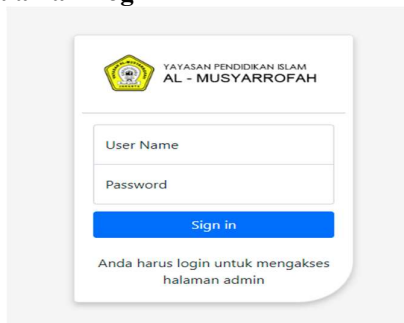 YAYASAN PENDIDIKAN ISLAM
AL - MUSYARROFAH
User Name
Password
Sign in
Anda harus login untuk mengakses
halaman admin